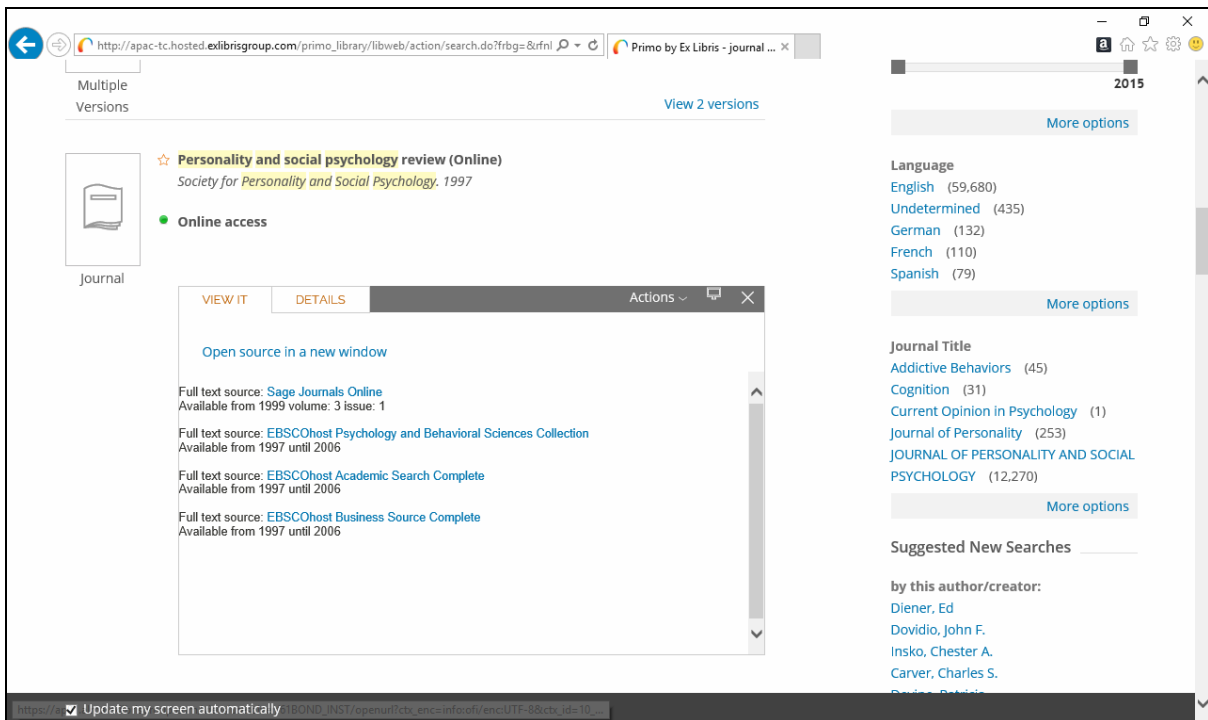 http://apac-tc.hosted.exlibrisgroup.com/primo_library/libweb/action/search.do?frbg=&rfnl
Primo by Ex Libris - journal ...
Multiple
Versions
View 2 versions
Personality and social psychology review (Online)
Society for Personality and Social Psychology. 1997
Online access
Journal
VIEW IT
DETAILS
Actions
Open source in a new window
Full text source: Sage Journals Online
Available from 1999 volume: 3 issue: 1
Full text source: EBSCOhost Psychology and Behavioral Sciences Collection
Available from 1997 until 2006
Full text source: EBSCOhost Academic Search Complete
Available from 1997 until 2006
Full text source: EBSCOhost Business Source Complete
Available from 1997 until 2006
2015
More options
Language
English (59,680)
Undetermined (435)
German (132)
French (110)
Spanish (79)
More options
Journal Title
Addictive Behaviors (45)
Cognition (31)
Current Opinion in Psychology (1)
Journal of Personality (253)
JOURNAL OF PERSONALITY AND SOCIAL
PSYCHOLOGY (12,270)
More options
Suggested New Searches
by this author/creator:
Diener, Ed
Dovidio, John F.
Insko, Chester A.
Carver, Charles S.
Update my screen automatically